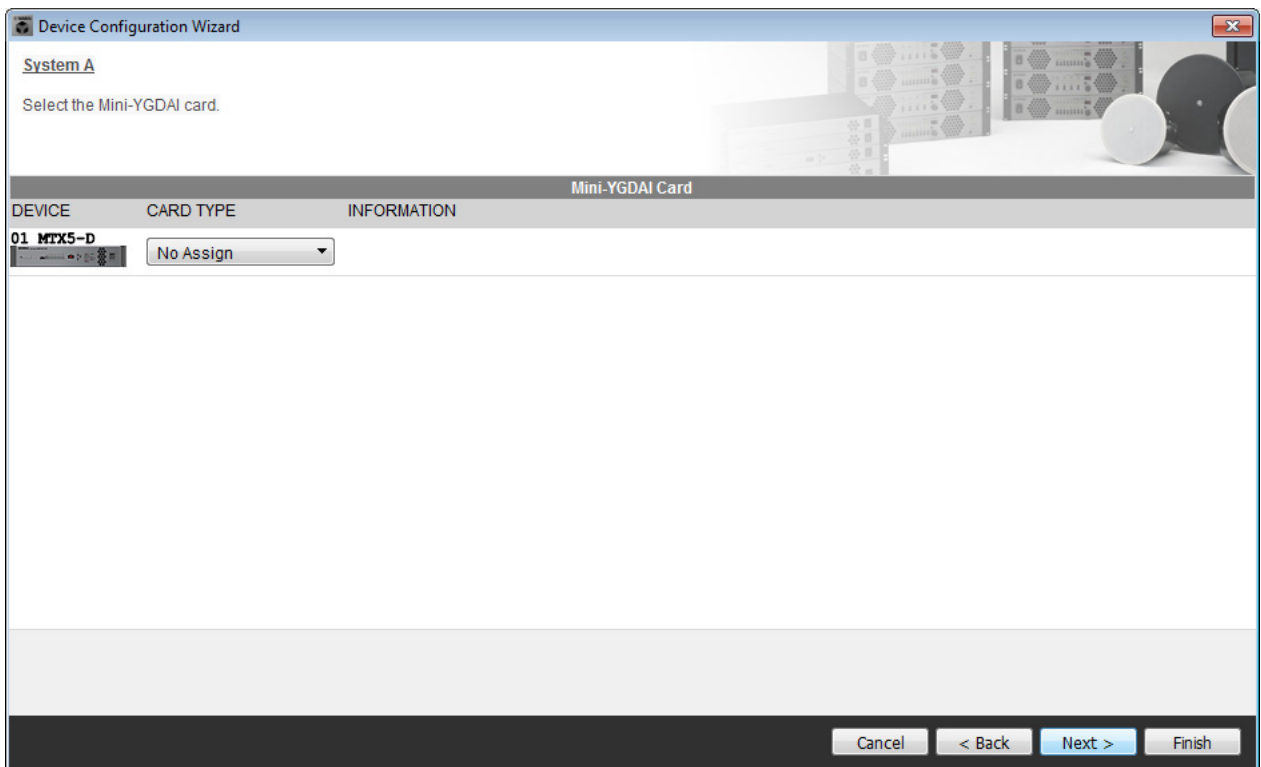 Device Configuration Wizard
System A
Select the Mini-YGDAI card.
Mini-YGDAI Card
DEVICE CARD TYPE INFORMATION
01 MTX5-D
No Assign
Cancel < Back Next > Finish